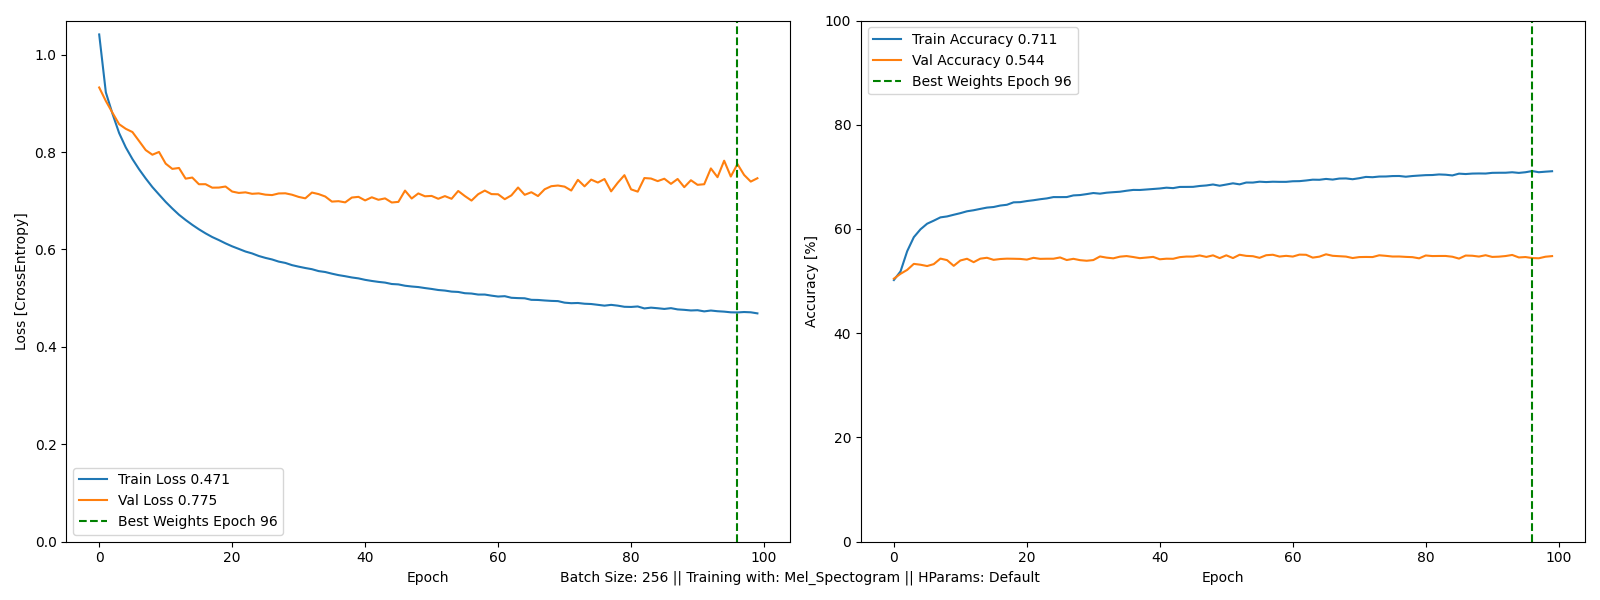 1.0
0.8
0.6
0.4
0.2
0.0
Loss [CrossEntropy]
Train Loss 0.471
Val Loss 0.775
Best Weights Epoch 96
0 20 40 60 80 100
Epoch
100
80
60
40
20
0
Accuracy [%]
Train Accuracy 0.711
Val Accuracy 0.544
Best Weights Epoch 96
0 20 40 60 80 100
Epoch
Batch Size: 256 || Training with: Mel_Spectogram || HParams: Default